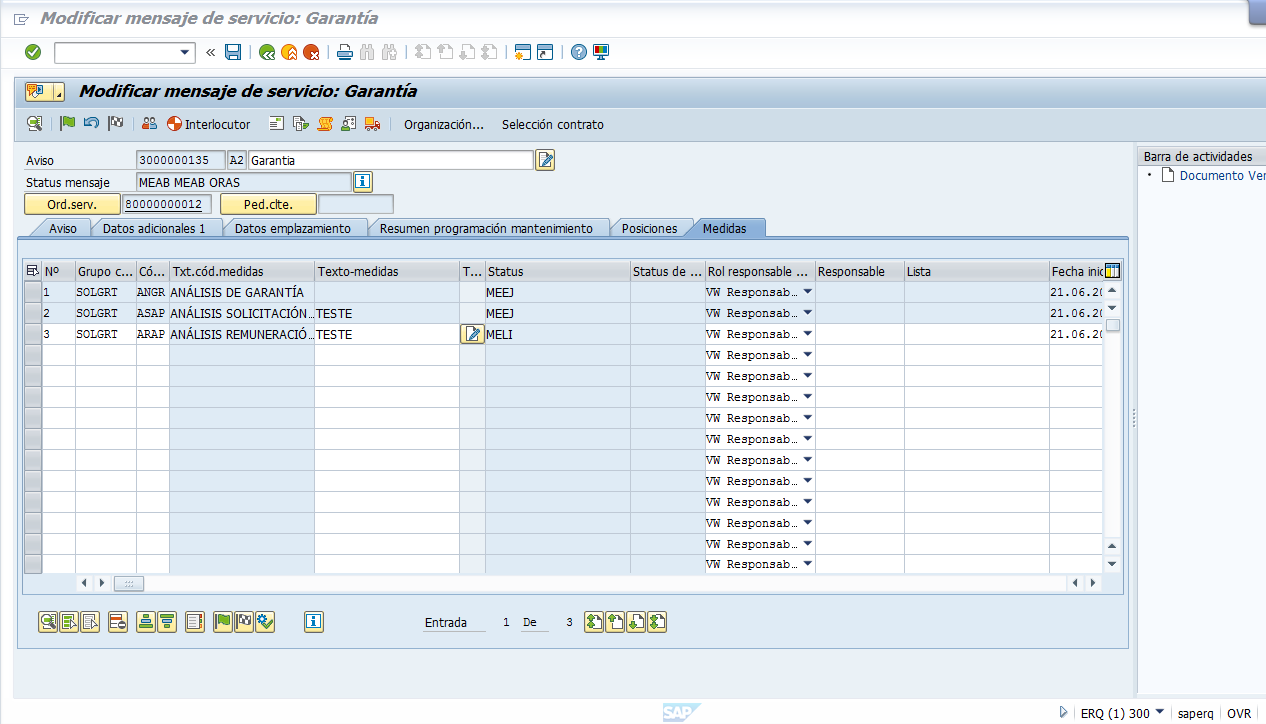 Modificar mensaje de servicio: Garantía
Modificar mensaje de servicio: Garantía
Interlocutor Organización... Selección contrato
Aviso 3000000135 A2 Garantia
Status mensaje MEAB MEAB ORAS
Ord.serv. 80000000012 Ped.clte.
Aviso Datos adicionales 1 Datos emplazamiento Resumen programación mantenimiento Posiciones Medidas
Nº Grupo c... Có... Txt.cód.medidas Texto-medidas T... Status Status de ... Rol responsable ... Responsable Lista Fecha inic
1 SOLGRT ANGR ANÁLISIS DE GARANTÍA MEEJ VW Responsab… 21.06.20
2 SOLGRT ASAP ANÁLISIS SOLICITACIÓN… TESTE MEEJ VW Responsab… 21.06.20
3 SOLGRT ARAP ANÁLISIS REMUNERACIÓ… TESTE MELI VW Responsab… 21.06.20
VW Responsab…
VW Responsab…
VW Responsab…
VW Responsab…
VW Responsab…
VW Responsab…
VW Responsab…
VW Responsab…
VW Responsab…
VW Responsab…
VW Responsab…
Entrada 1 De 3
Barra de actividades
Documento Ver
SAP
ERQ (1) 300 saperq OVR